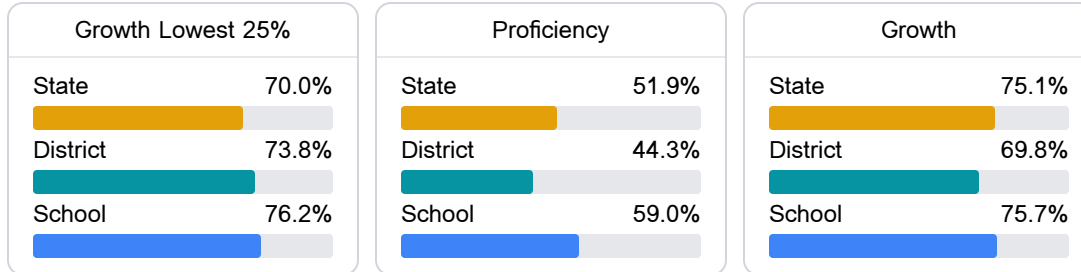 Growth Lowest 25%
State 70.0%
District 73.8%
School 76.2%
Proficiency
State 51.9%
District 44.3%
School 59.0%
Growth
State 75.1%
District 69.8%
School 75.7%